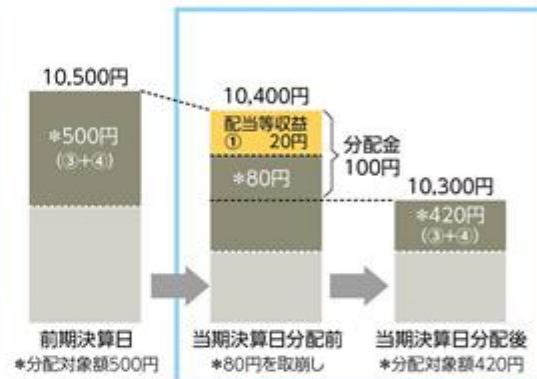 10,500円
*500円
(③+④)
前期決算日
*分配対象額500円
10,400円
配当等収益
① 20円
*80円
分配金
100円
当期決算日分配前
*80円を取崩し
10,300円
*420円
(③+④)
当期決算日分配後
*分配対象額420円